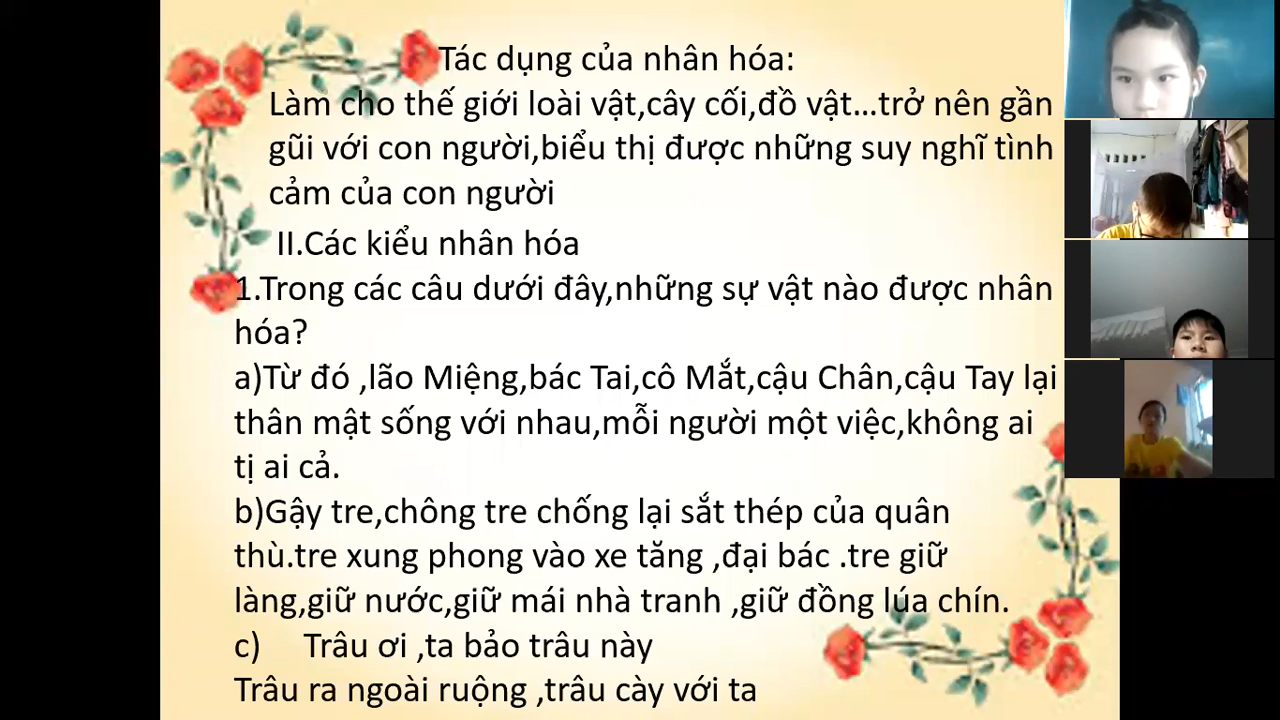 Tác dụng của nhân hóa:
Làm cho thế giới loài vật,cây cối,đồ vật...trở nên gần
gũi với con người,biểu thị được những suy nghĩ tình
cảm của con người
II.Các kiểu nhân hóa
1.Trong các câu dưới đây,những sự vật nào được nhân
hóa?
a)Từ đó ,lão Miệng,bác Tai,cô Mắt,cậu Chân,cậu Tay lại
thân mật sống với nhau,mỗi người một việc,không ai
tị ai cả.
b)Gậy tre,chông tre chống lại sắt thép của quân
thù.tre xung phong vào xe tăng ,đại bác .tre giữ
làng,giữ nước,giữ mái nhà tranh ,giữ đồng lúa chín.
c) Trâu ơi ,ta bảo trâu này
Trâu ra ngoài ruộng ,trâu cày với ta